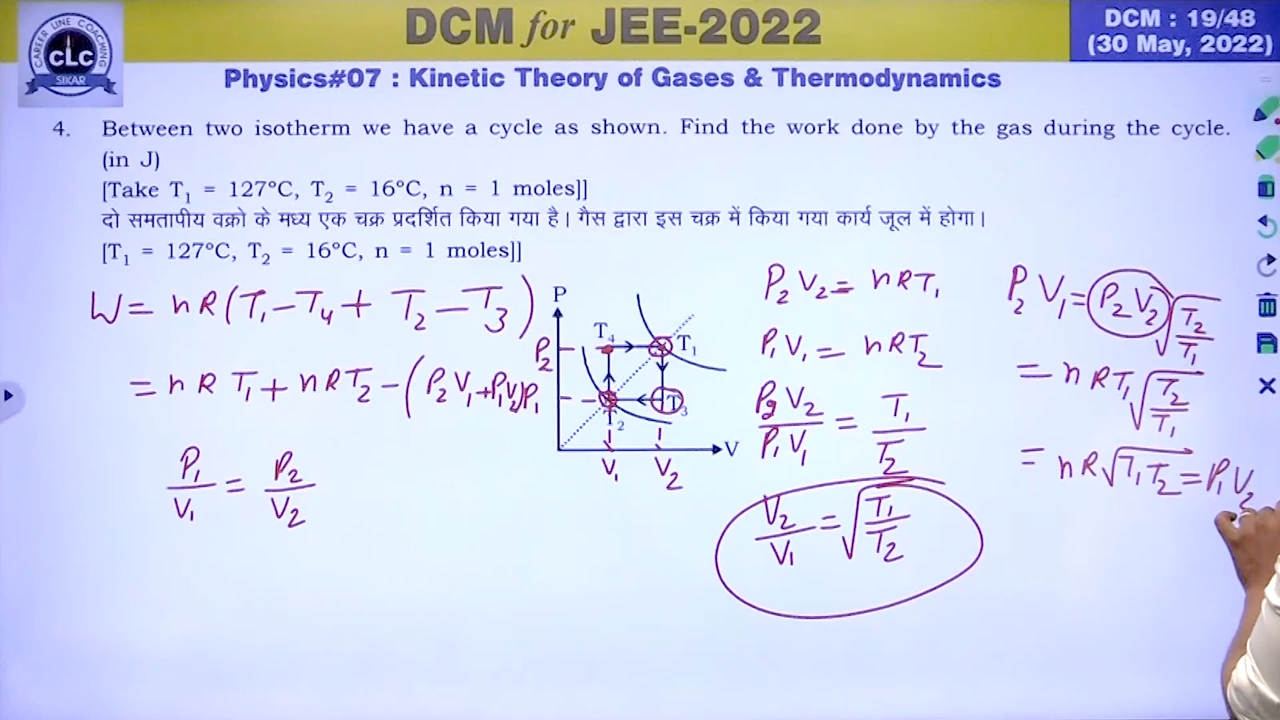 DCM for JEE-2022
DCM : 19/48
(30 May, 2022)
CAREER LINE COACHING
CLC
SIKAR
Physics#07 : Kinetic Theory of Gases & Thermodynamics
4. Between two isotherm we have a cycle as shown. Find the work done by the gas during the cycle.
(in J)
[Take T₁ = 127°C, T₂ = 16°C, n = 1 moles]]
दो समतापीय वक्रो के मध्य एक चक्र प्रदर्शित किया गया है। गैस द्वारा इस चक्र में किया गया कार्य जूल में होगा।
[T₁ = 127°C, T₂ = 16°C, n = 1 moles]]
W = nR(T₁ - T₄ + T₂ - T₃)
= nRT₁ + nRT₂ - (P₂V₁ + P₁V₂)
P₁/V₁ = P₂/V₂
P
T₄
T₁
P₂
P₁
T₂
T₃
V
V₁
V₂
P₂V₂ = nRT₁
P₁V₁ = nRT₂
P₂V₂/P₁V₁ = T₁/T₂
V₂/V₁ = √(T₁/T₂)
P₂V₁ = P₂V₂√(T₂/T₁)
= nRT₁√(T₂/T₁)
= nR√(T₁T₂) = P₁V₂